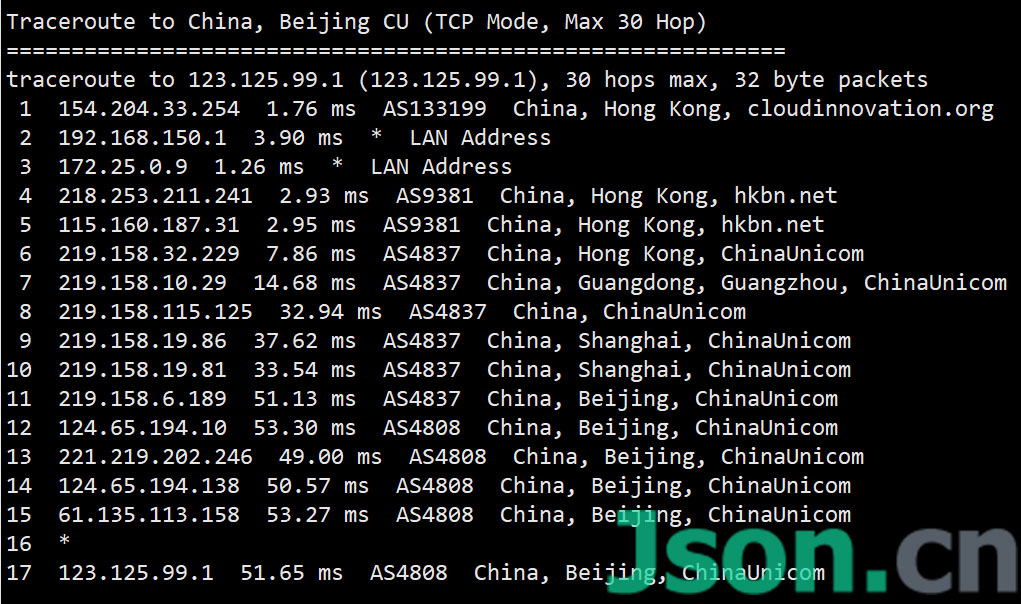 Traceroute to China, Beijing CU (TCP Mode, Max 30 Hop)
============================================================
traceroute to 123.125.99.1 (123.125.99.1), 30 hops max, 32 byte packets
 1  154.204.33.254  1.76 ms  AS133199  China, Hong Kong, cloudinnovation.org
 2  192.168.150.1  3.90 ms  *  LAN Address
 3  172.25.0.9  1.26 ms  *  LAN Address
 4  218.253.211.241  2.93 ms  AS9381  China, Hong Kong, hkbn.net
 5  115.160.187.31  2.95 ms  AS9381  China, Hong Kong, hkbn.net
 6  219.158.32.229  7.86 ms  AS4837  China, Hong Kong, ChinaUnicom
 7  219.158.10.29  14.68 ms  AS4837  China, Guangdong, Guangzhou, ChinaUnicom
 8  219.158.115.125  32.94 ms  AS4837  China, ChinaUnicom
 9  219.158.19.86  37.62 ms  AS4837  China, Shanghai, ChinaUnicom
10  219.158.19.81  33.54 ms  AS4837  China, Shanghai, ChinaUnicom
11  219.158.6.189  51.13 ms  AS4837  China, Beijing, ChinaUnicom
12  124.65.194.10  53.30 ms  AS4808  China, Beijing, ChinaUnicom
13  221.219.202.246  49.00 ms  AS4808  China, Beijing, ChinaUnicom
14  124.65.194.138  50.57 ms  AS4808  China, Beijing, ChinaUnicom
15  61.135.113.158  53.27 ms  AS4808  China, Beijing, ChinaUnicom
16  *
17  123.125.99.1  51.65 ms  AS4808  China, Beijing, ChinaUnicom
Json.cn